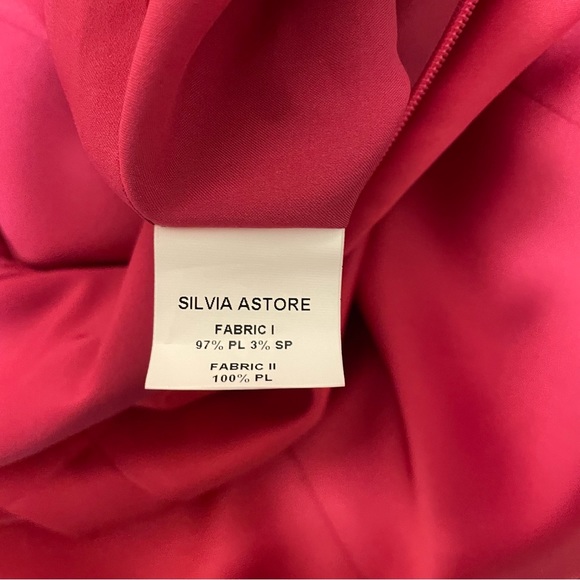 SILVIA ASTORE
FABRIC I
97% PL 3% SP
FABRIC II
100% PL